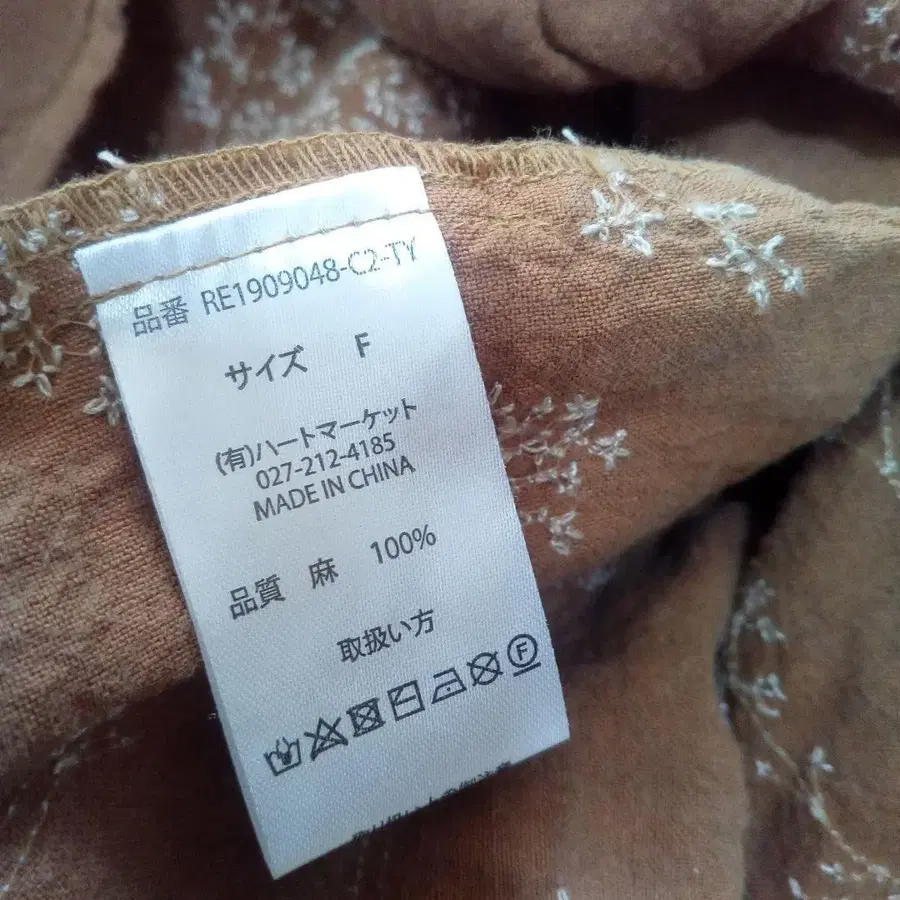 品番 RE1909048-C2-TY
サイズ F
(有)ハートマーケット
027-212-4185
MADE IN CHINA
品質 麻 100%
取扱い方
F